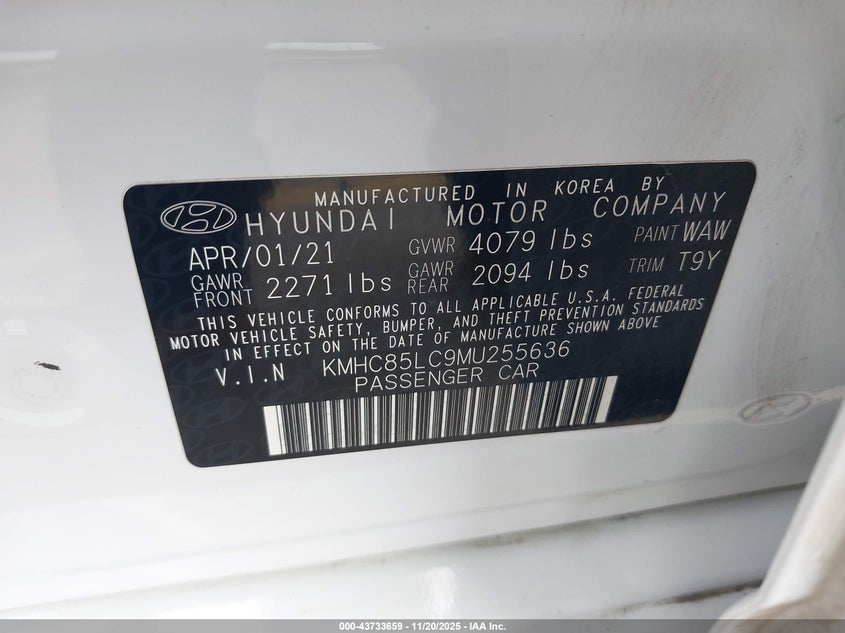 MANUFACTURED IN KOREA BY
HYUNDAI MOTOR COMPANY
APR/01/21 GVWR 4079 lbs PAINT WAW
GAWR FRONT 2271 lbs GAWR REAR 2094 lbs TRIM T9Y
THIS VEHICLE CONFORMS TO ALL APPLICABLE U.S.A. FEDERAL
MOTOR VEHICLE SAFETY, BUMPER, AND THEFT PREVENTION STANDARDS
IN EFFECT ON THE DATE OF MANUFACTURE SHOWN ABOVE
V.I.N KMHC85LC9MU255636
PASSENGER CAR
000-43733659 - 11/20/2025 - IAA Inc.